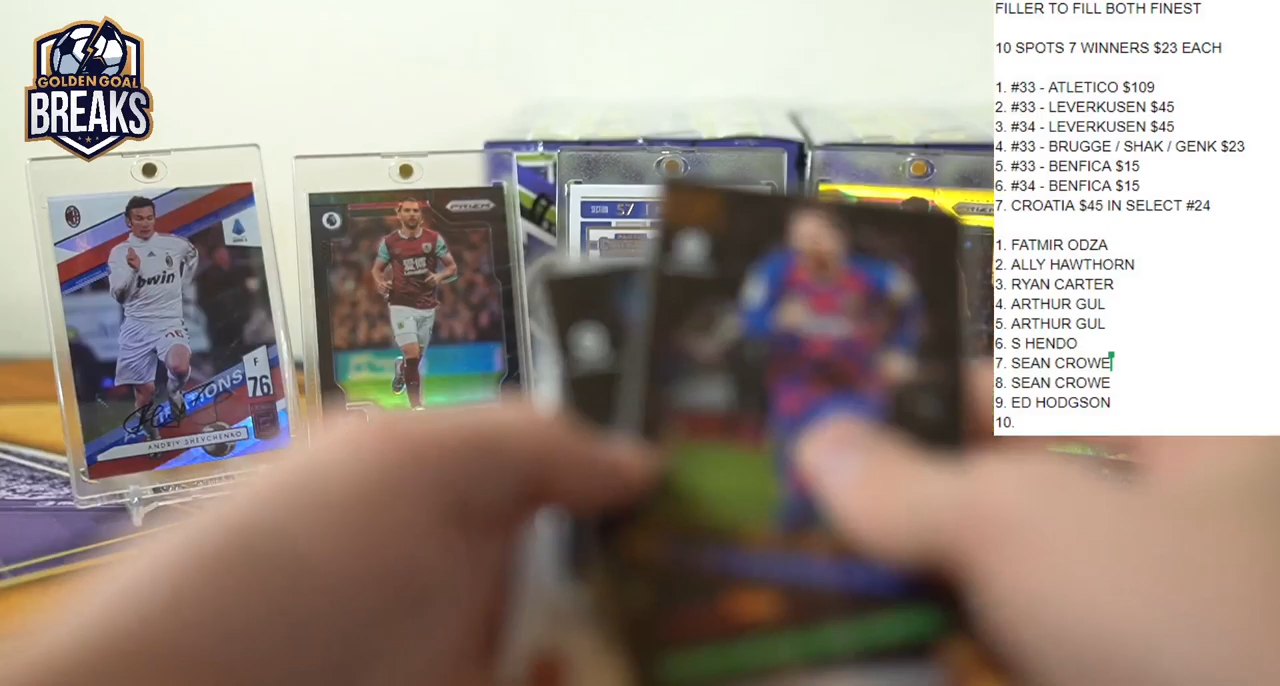 GOLDEN GOAL
BREAKS
FILLER TO FILL BOTH FINEST
10 SPOTS 7 WINNERS $23 EACH
1. #33 - ATLETICO $109
2. #33 - LEVERKUSEN $45
3. #34 - LEVERKUSEN $45
4. #33 - BRUGGE / SHAK / GENK $23
5. #33 - BENFICA $15
6. #34 - BENFICA $15
7. CROATIA $45 IN SELECT #24
1. FATMIR ODZA
2. ALLY HAWTHORN
3. RYAN CARTER
4. ARTHUR GUL
5. ARTHUR GUL
6. S HENDO
7. SEAN CROWE
8. SEAN CROWE
9. ED HODGSON
10.
bwin
F
76
ANDRIY SHEVCHENKO
PRIZM
SECTION 57